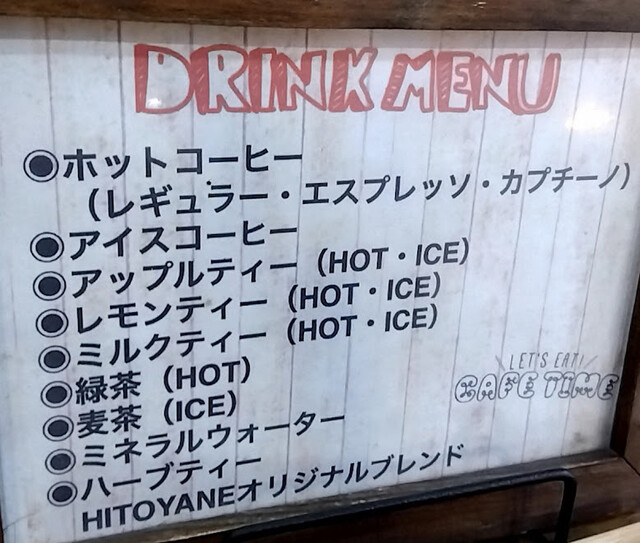 DRINK MENU
◉ホットコーヒー
（レギュラー・エスプレッソ・カプチーノ）
◉アイスコーヒー
◉アップルティー（HOT・ICE）
◉レモンティー（HOT・ICE）
◉ミルクティー（HOT・ICE）
◉緑茶（HOT）
◉麦茶（ICE）
◉ミネラルウォーター
◉ハーブティー
HITOYANEオリジナルブレンド
LET'S EAT!
CAFE TIME